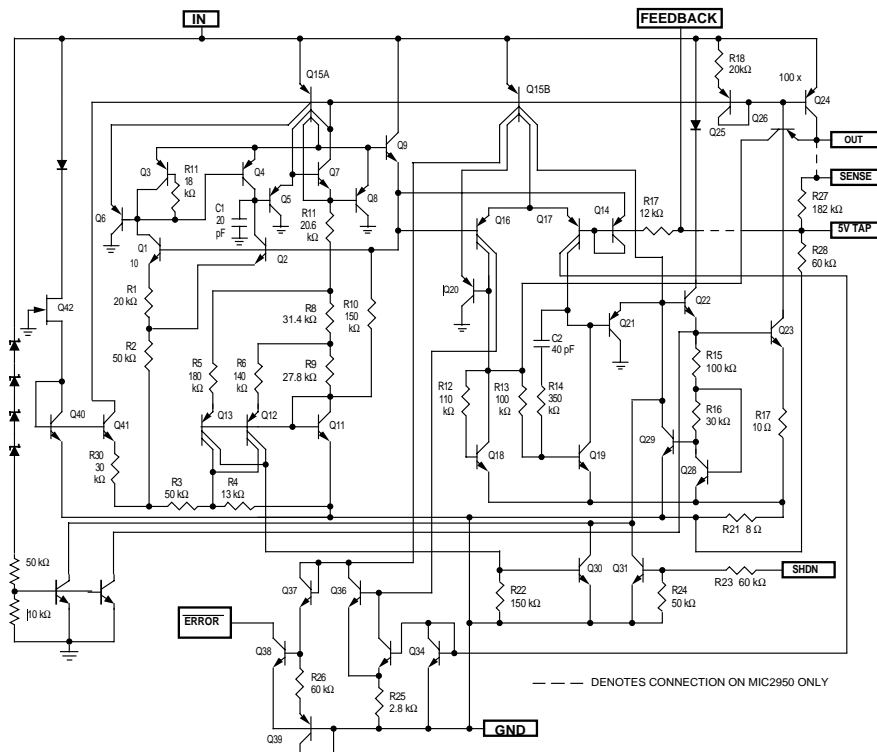 IN
FEEDBACK
R18
20kΩ
Q15A
Q15B
100 x
Q24
Q25
Q26
OUT
Q9
SENSE
Q3
R11
18
kΩ
Q4
Q7
Q5
Q8
R27
182 kΩ
C1
20
pF
R11
20.6
kΩ
Q16
Q17
Q14
R17
12 kΩ
5V TAP
Q6
Q1
10
Q2
R28
60 kΩ
R1
20 kΩ
Q20
Q42
R8
31.4 kΩ
R10
150
kΩ
Q22
Q21
Q23
R2
50 kΩ
C2
40 pF
R15
100 kΩ
R5
180
kΩ
R6
140
kΩ
R9
27.8 kΩ
R12
110
kΩ
R13
100
kΩ
R14
350
kΩ
R16
30 kΩ
R17
10 Ω
Q40
Q41
Q13
Q12
Q11
Q29
Q18
Q19
Q28
R30
30
kΩ
R3
50 kΩ
R4
13 kΩ
R21 8 Ω
50 kΩ
10 kΩ
Q37
Q36
Q30
Q31
R23 60 kΩ
SHDN
R22
150 kΩ
R24
50 kΩ
ERROR
Q38
Q34
R26
60 kΩ
R25
2.8 kΩ
DENOTES CONNECTION ON MIC2950 ONLY
Q39
GND